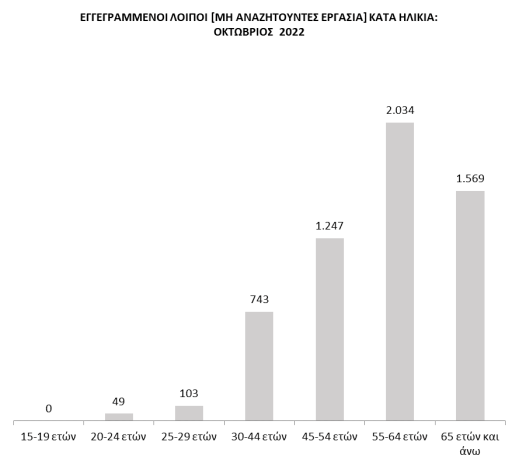 ΕΓΓΕΓΡΑΜΜΕΝΟΙ ΛΟΙΠΟΙ [ΜΗ ΑΝΑΖΗΤΟΥΝΤΕΣ ΕΡΓΑΣΙΑ] ΚΑΤΑ ΗΛΙΚΙΑ:
ΟΚΤΩΒΡΙΟΣ 2022
2.034
1.569
1.247
743
103
49
0
15-19 ετών 20-24 ετών 25-29 ετών 30-44 ετών 45-54 ετών 55-64 ετών 65 ετών και
άνω